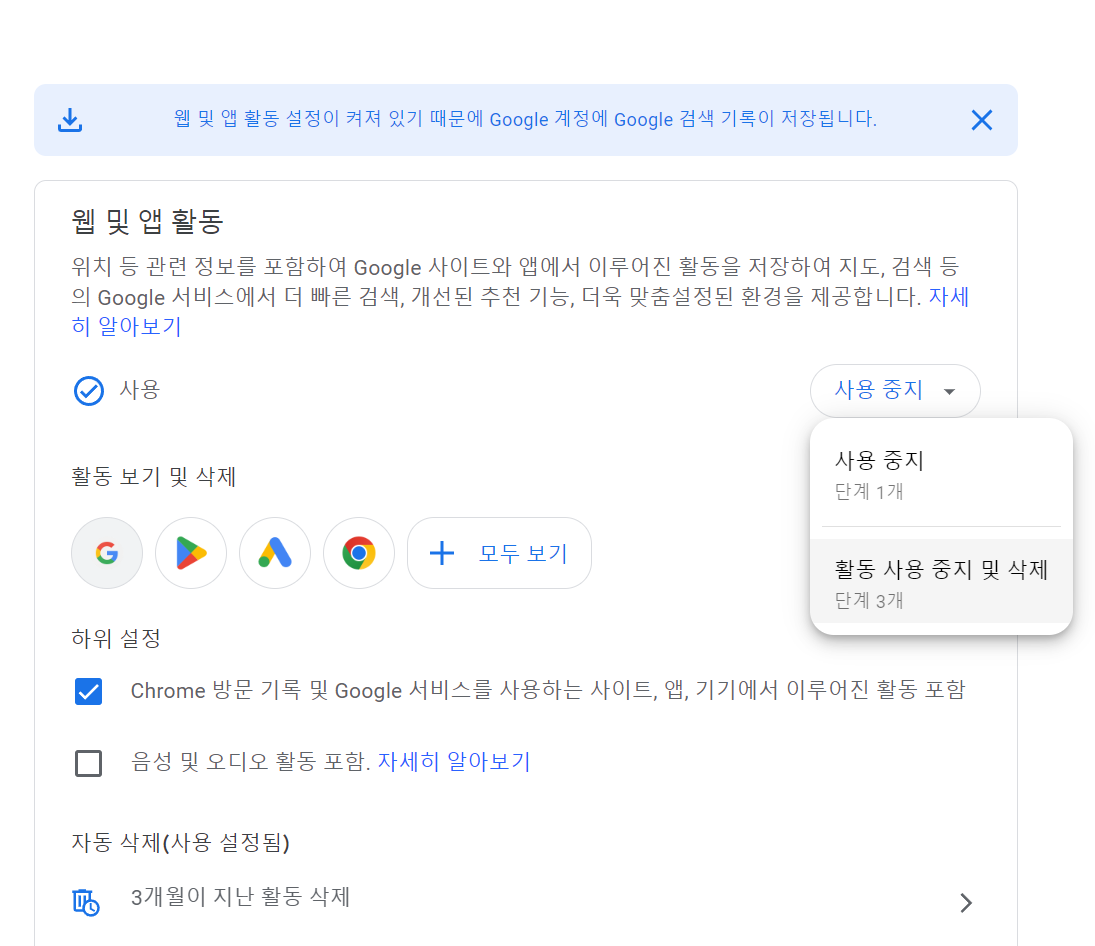 웹 및 앱 활동 설정이 켜져 있기 때문에 Google 계정에 Google 검색 기록이 저장됩니다.
웹 및 앱 활동
위치 등 관련 정보를 포함하여 Google 사이트와 앱에서 이루어진 활동을 저장하여 지도, 검색 등
의 Google 서비스에서 더 빠른 검색, 개선된 추천 기능, 더욱 맞춤설정된 환경을 제공합니다. 자세
히 알아보기
사용
사용 중지
사용 중지
단계 1개
활동 사용 중지 및 삭제
단계 3개
활동 보기 및 삭제
모두 보기
하위 설정
Chrome 방문 기록 및 Google 서비스를 사용하는 사이트, 앱, 기기에서 이루어진 활동 포함
음성 및 오디오 활동 포함. 자세히 알아보기
자동 삭제(사용 설정됨)
3개월이 지난 활동 삭제